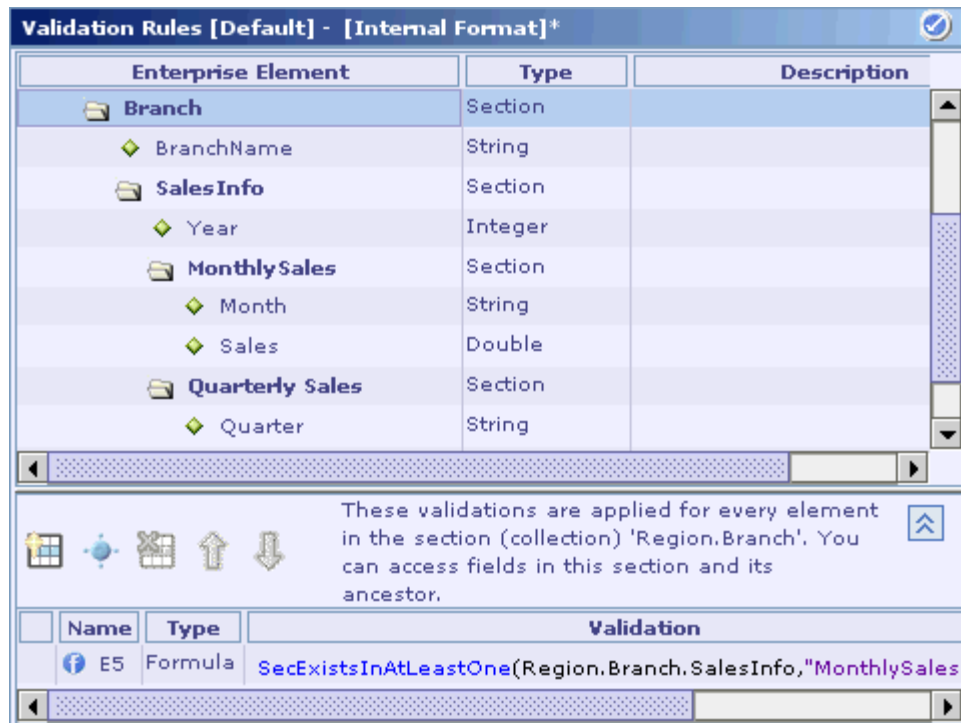 Validation Rules [Default] - [Internal Format]*
Enterprise Element Type Description
Branch Section
BranchName String
SalesInfo Section
Year Integer
MonthlySales Section
Month String
Sales Double
Quarterly Sales Section
Quarter String
These validations are applied for every element
in the section (collection) 'Region.Branch'. You
can access fields in this section and its
ancestor.
Name Type Validation
E5 Formula SecExistsInAtLeastOne(Region.Branch.SalesInfo,"MonthlySales